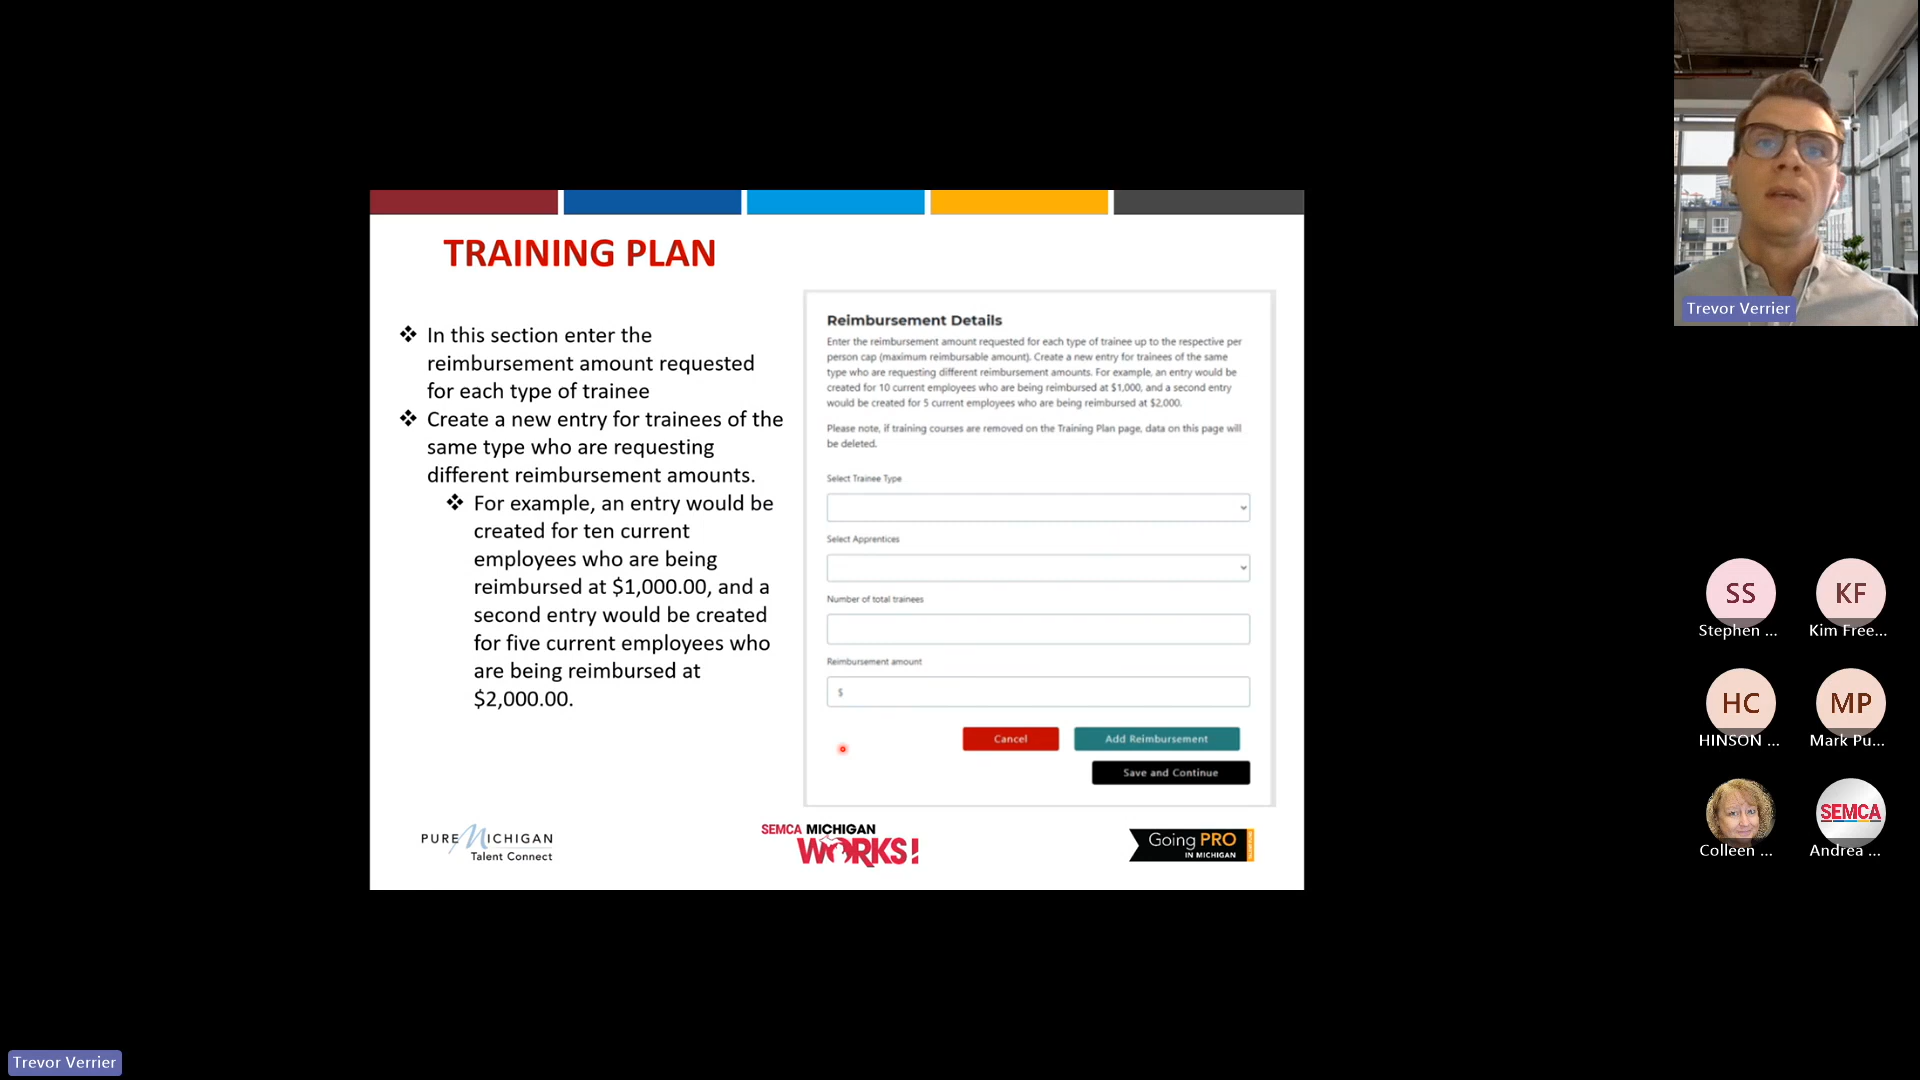 TRAINING PLAN
❖ In this section enter the
reimbursement amount requested
for each type of trainee
❖ Create a new entry for trainees of the
same type who are requesting
different reimbursement amounts.
❖ For example, an entry would be
created for ten current
employees who are being
reimbursed at $1,000.00, and a
second entry would be created
for five current employees who
are being reimbursed at
$2,000.00.
Reimbursement Details
Enter the reimbursement amount requested for each type of trainee up to the respective per
person cap (maximum reimbursable amount). Create a new entry for trainees of the same
type who are requesting different reimbursement amounts. For example, an entry would be
created for 10 current employees who are being reimbursed at $1,000, and a second entry
would be created for 5 current employees who are being reimbursed at $2,000.
Please note, if training courses are removed on the Training Plan page, data on this page will
be deleted.
Select Trainee Type
Select Apprentices
Number of total trainees
Reimbursement amount
$
Cancel
Add Reimbursement
Save and Continue
PURE MICHIGAN
Talent Connect
SEMCA MICHIGAN
WORKS!
Going PRO
IN MICHIGAN
Trevor Verrier
SS
Stephen ...
KF
Kim Free...
HC
HINSON ...
MP
Mark Pu...
Colleen ...
SEMCA
Andrea ...
Trevor Verrier